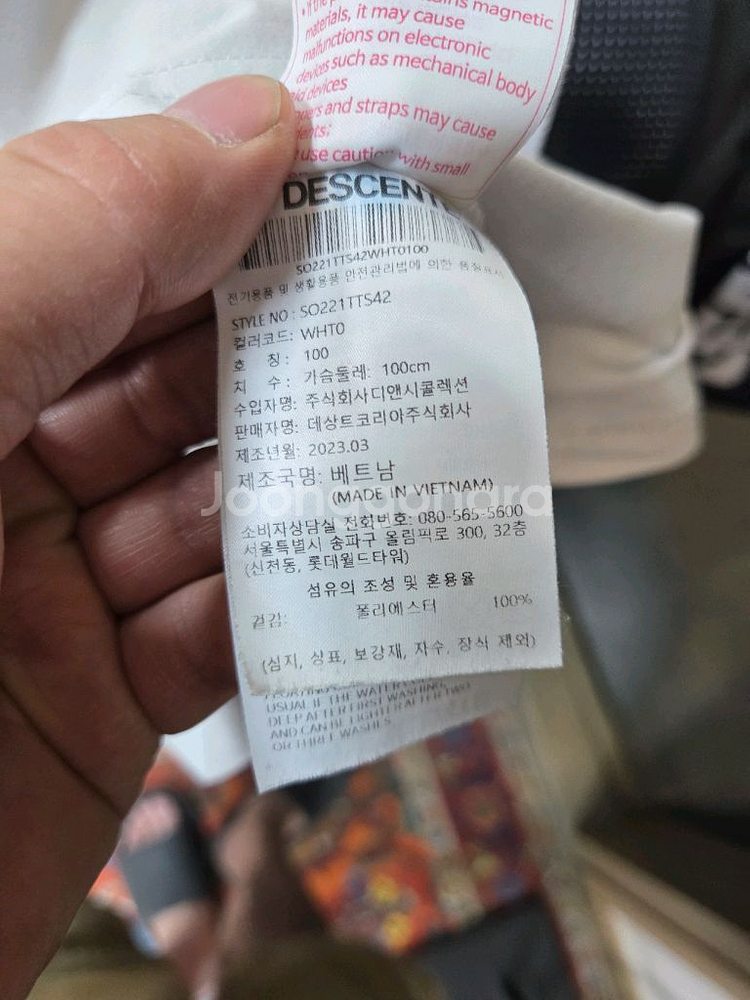 magnetic
materials, it may cause
malfunctions on electronic
devices such as mechanical body
devices
and straps may cause
use caution with small
DESCENTE
SO221TTS42WHT0100
전기용품 및 생활용품 안전관리법에 의한 품질표시
STYLE NO : SO221TTS42
컬러코드: WHT0
호 칭 : 100
치 수 : 가슴둘레: 100cm
수입자명: 주식회사디앤시콜렉션
판매자명: 데상트코리아주식회사
제조년월: 2023.03
제조국명: 베트남
(MADE IN VIETNAM)
Joongonara
소비자상담실 전화번호: 080-565-5600
서울특별시 송파구 올림픽로 300, 32층
(신천동, 롯데월드타워)
섬유의 조성 및 혼용율
겉감: 폴리에스터 100%
(심지, 상표, 보강재, 자수, 장식 제외)
USUAL IF THE WATER
DEEP AFTER FIRST WASHING,
AND CAN BE LIGHTER AFTER TWO
OR THREE WASHES.